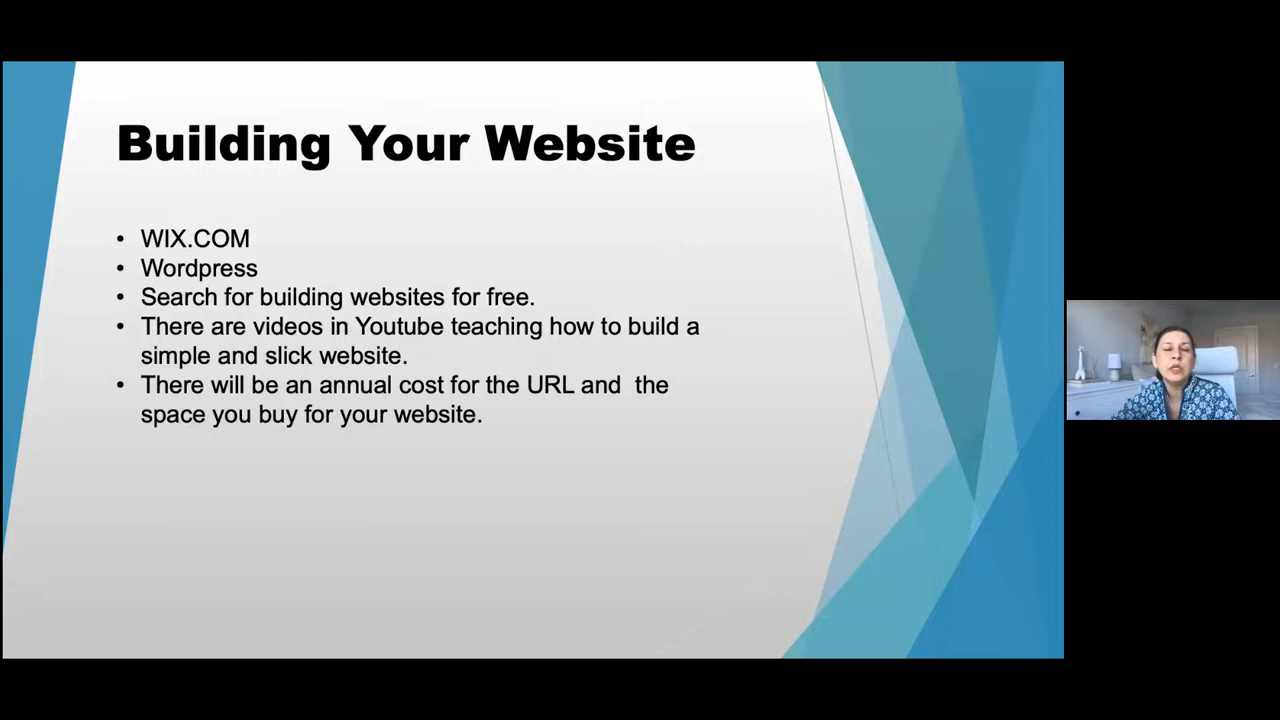 Building Your Website
• WIX.COM
• Wordpress
• Search for building websites for free.
• There are videos in Youtube teaching how to build a
simple and slick website.
• There will be an annual cost for the URL and  the
space you buy for your website.